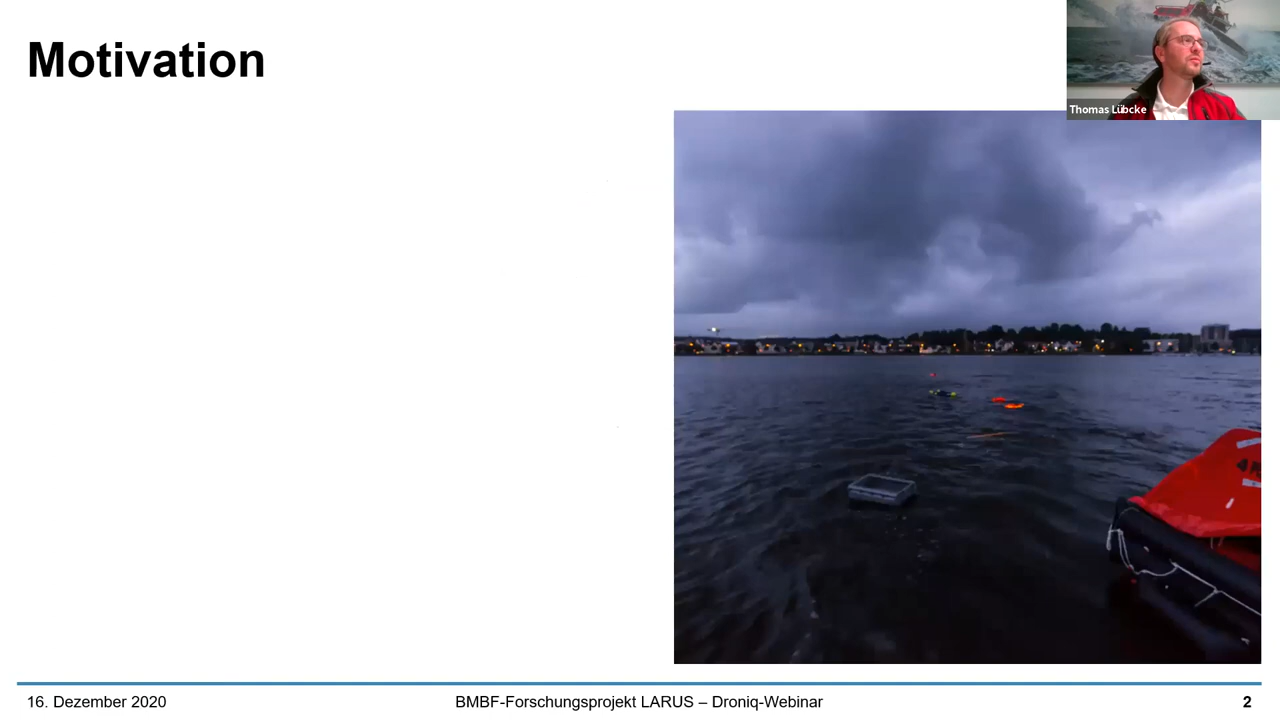 Motivation
Thomas Lübcke
16. Dezember 2020
BMBF-Forschungsprojekt LARUS – Droniq-Webinar
2